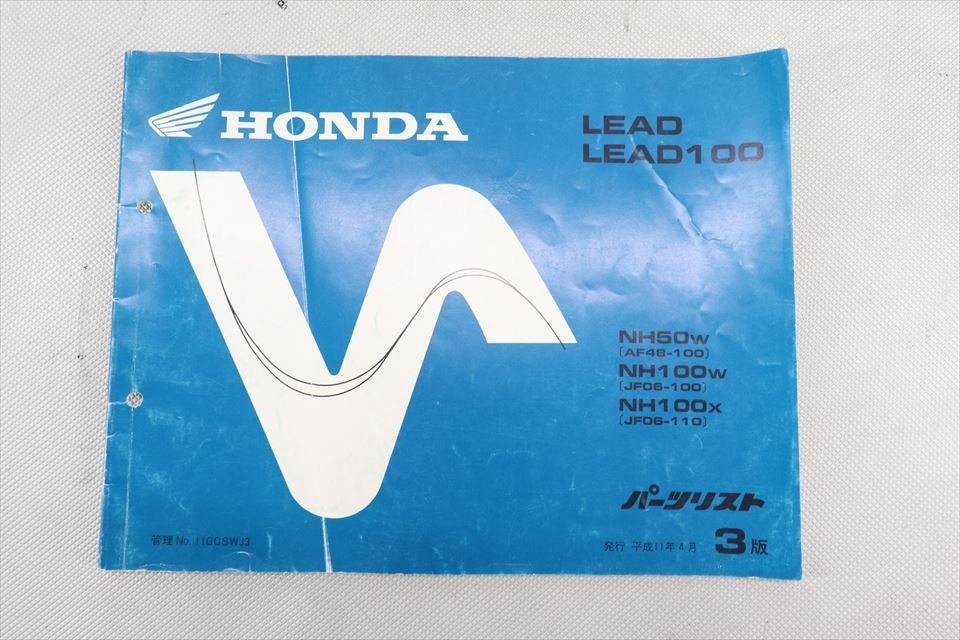 HONDA
LEAD
LEAD100
NH50W
(AF48-100)
NH100W
(JF06-100)
NH100X
(JF06-110)
パーツリスト
管理No. 11GCSWJ3
発行 平成11年4月 3版